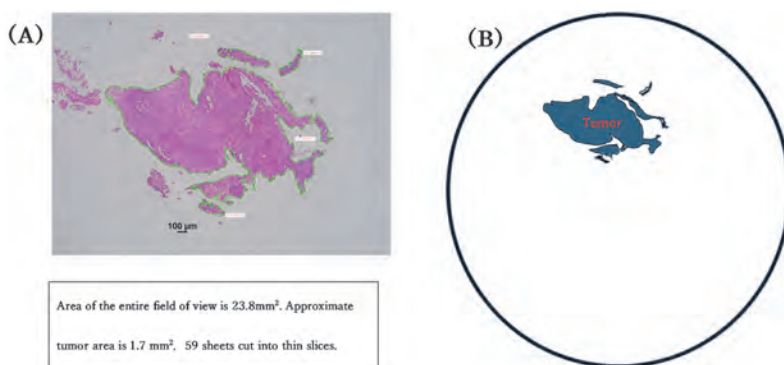 (A)
100 μm
Area of the entire field of view is 23.8mm². Approximate
tumor area is 1.7 mm².  59 sheets cut into thin slices.
(B)
Tumor